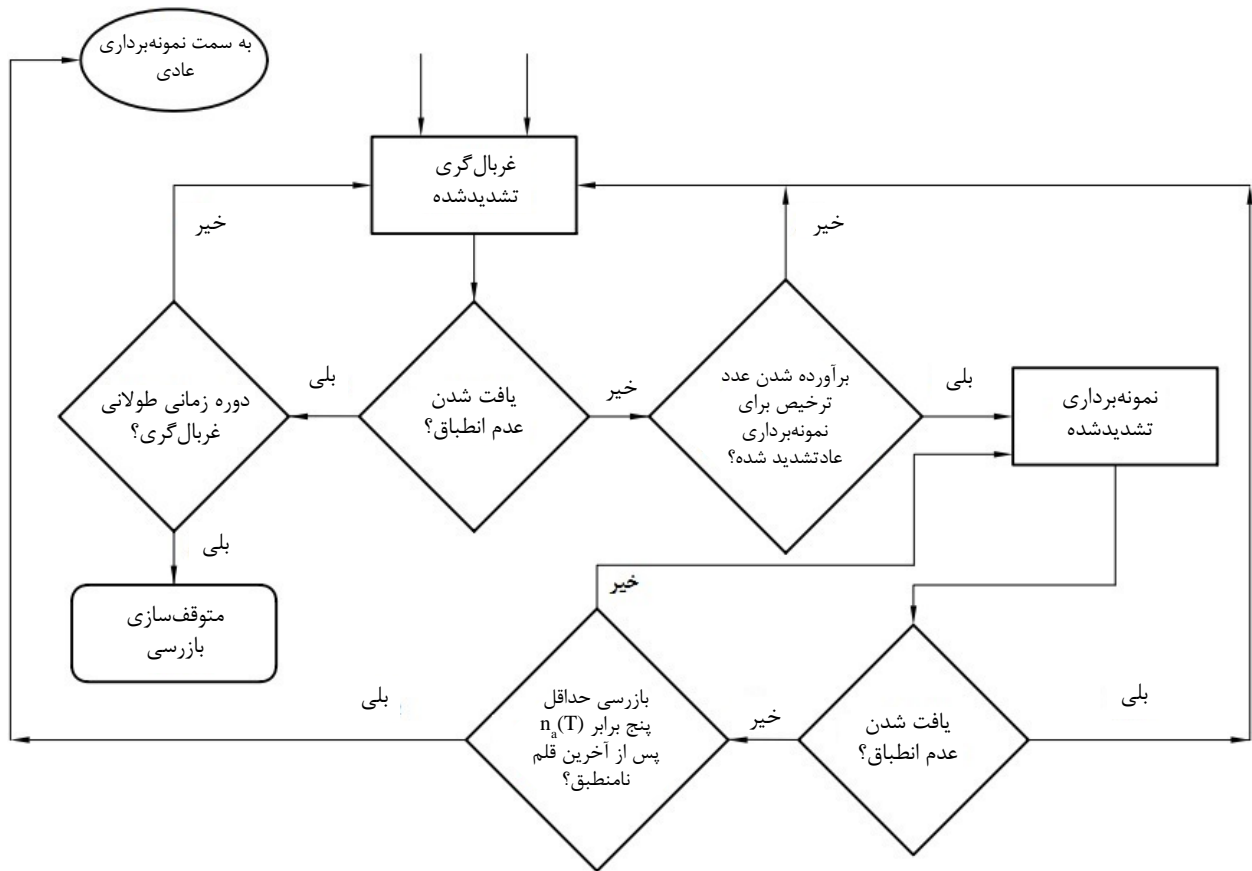 به سمت نمونه‌برداری
عادی
غربال‌گری
تشدیدشده
خیر
خیر
دوره زمانی طولانی
غربال‌گری؟
بلی
یافت شدن
عدم انطباق؟
خیر
برآورده شدن عدد
ترخیص برای
نمونه‌برداری
عادتشدید شده؟
بلی
نمونه‌برداری
تشدیدشده
بلی
متوقف‌سازی
بازرسی
خیر
بلی
بازرسی حداقل
پنج برابر nₐ(T)
پس از آخرین قلم
نامنطبق؟
خیر
یافت شدن
عدم انطباق؟
بلی